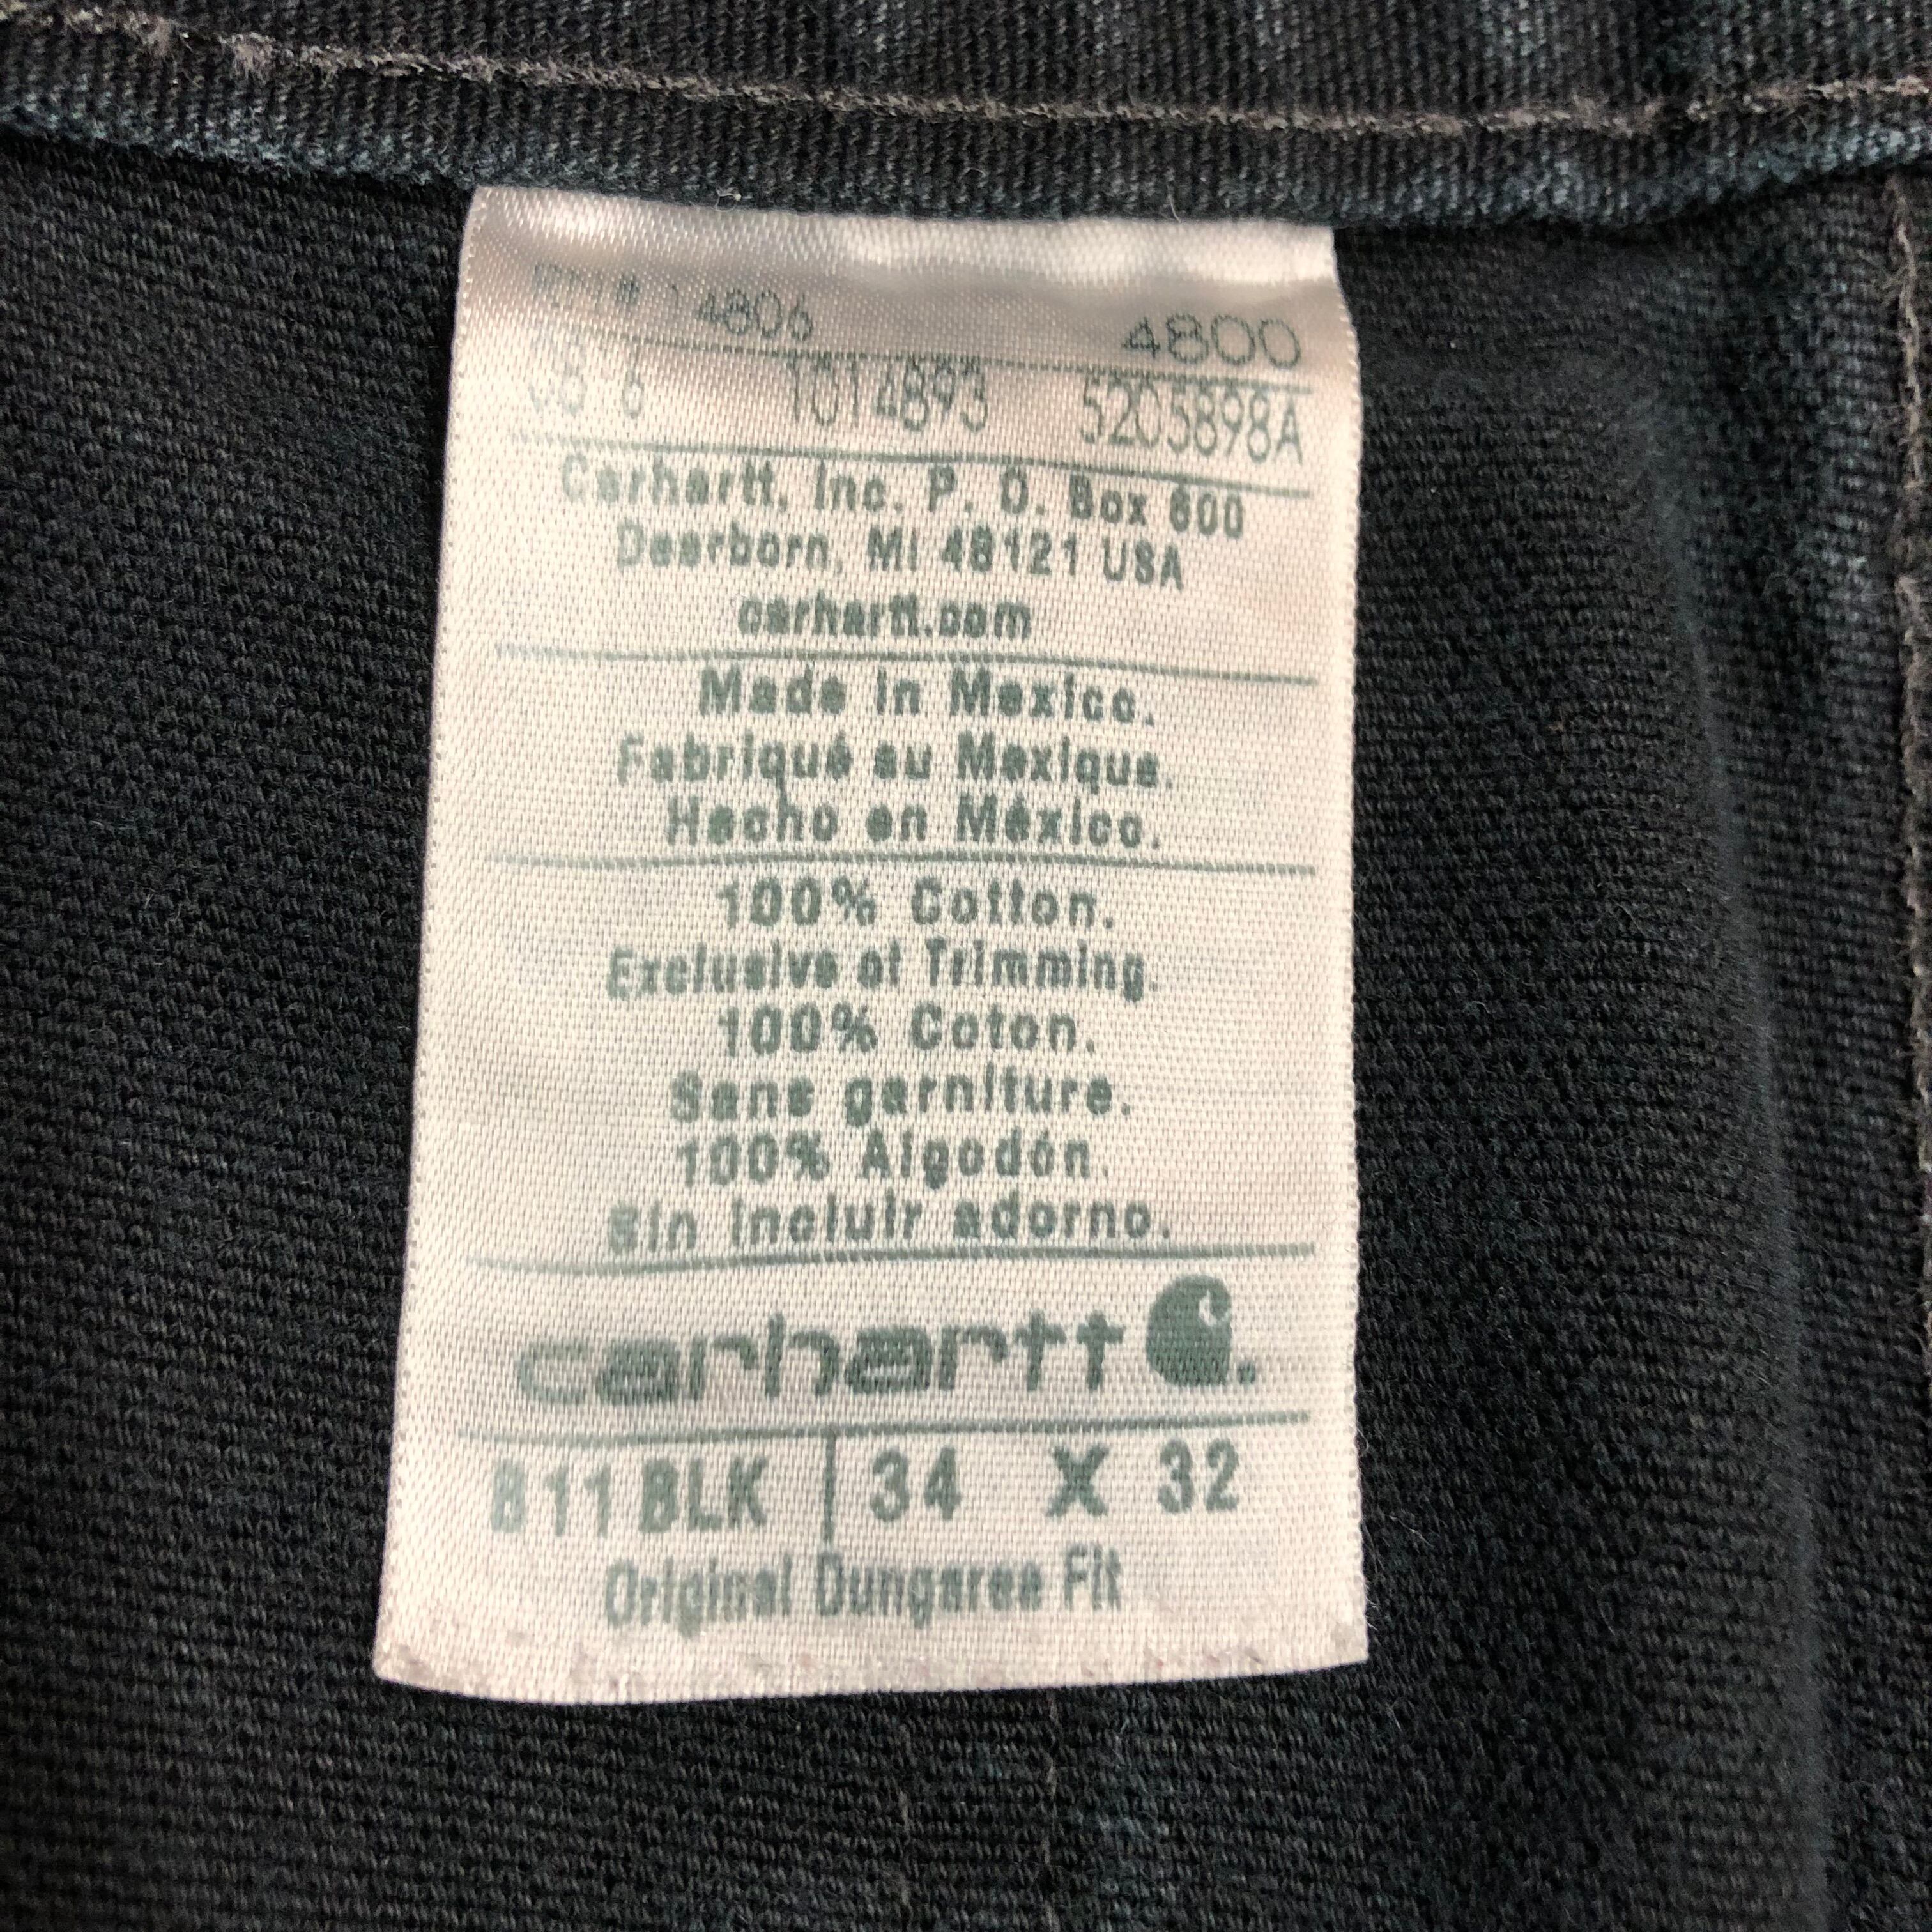 # 14806 4800
6 1014893 5205898A
Carhartt, Inc. P. O. Box 600
Dearborn, MI 48121 USA
carhartt.com
Made in Mexico.
Fabriqué au Mexique.
Hecho en México.
100% Cotton.
Exclusive of Trimming.
100% Coton.
Sans garniture.
100% Algodón.
Sin incluir adorno.
carhartt
B11 BLK 34 X 32
Original Dungaree Fit